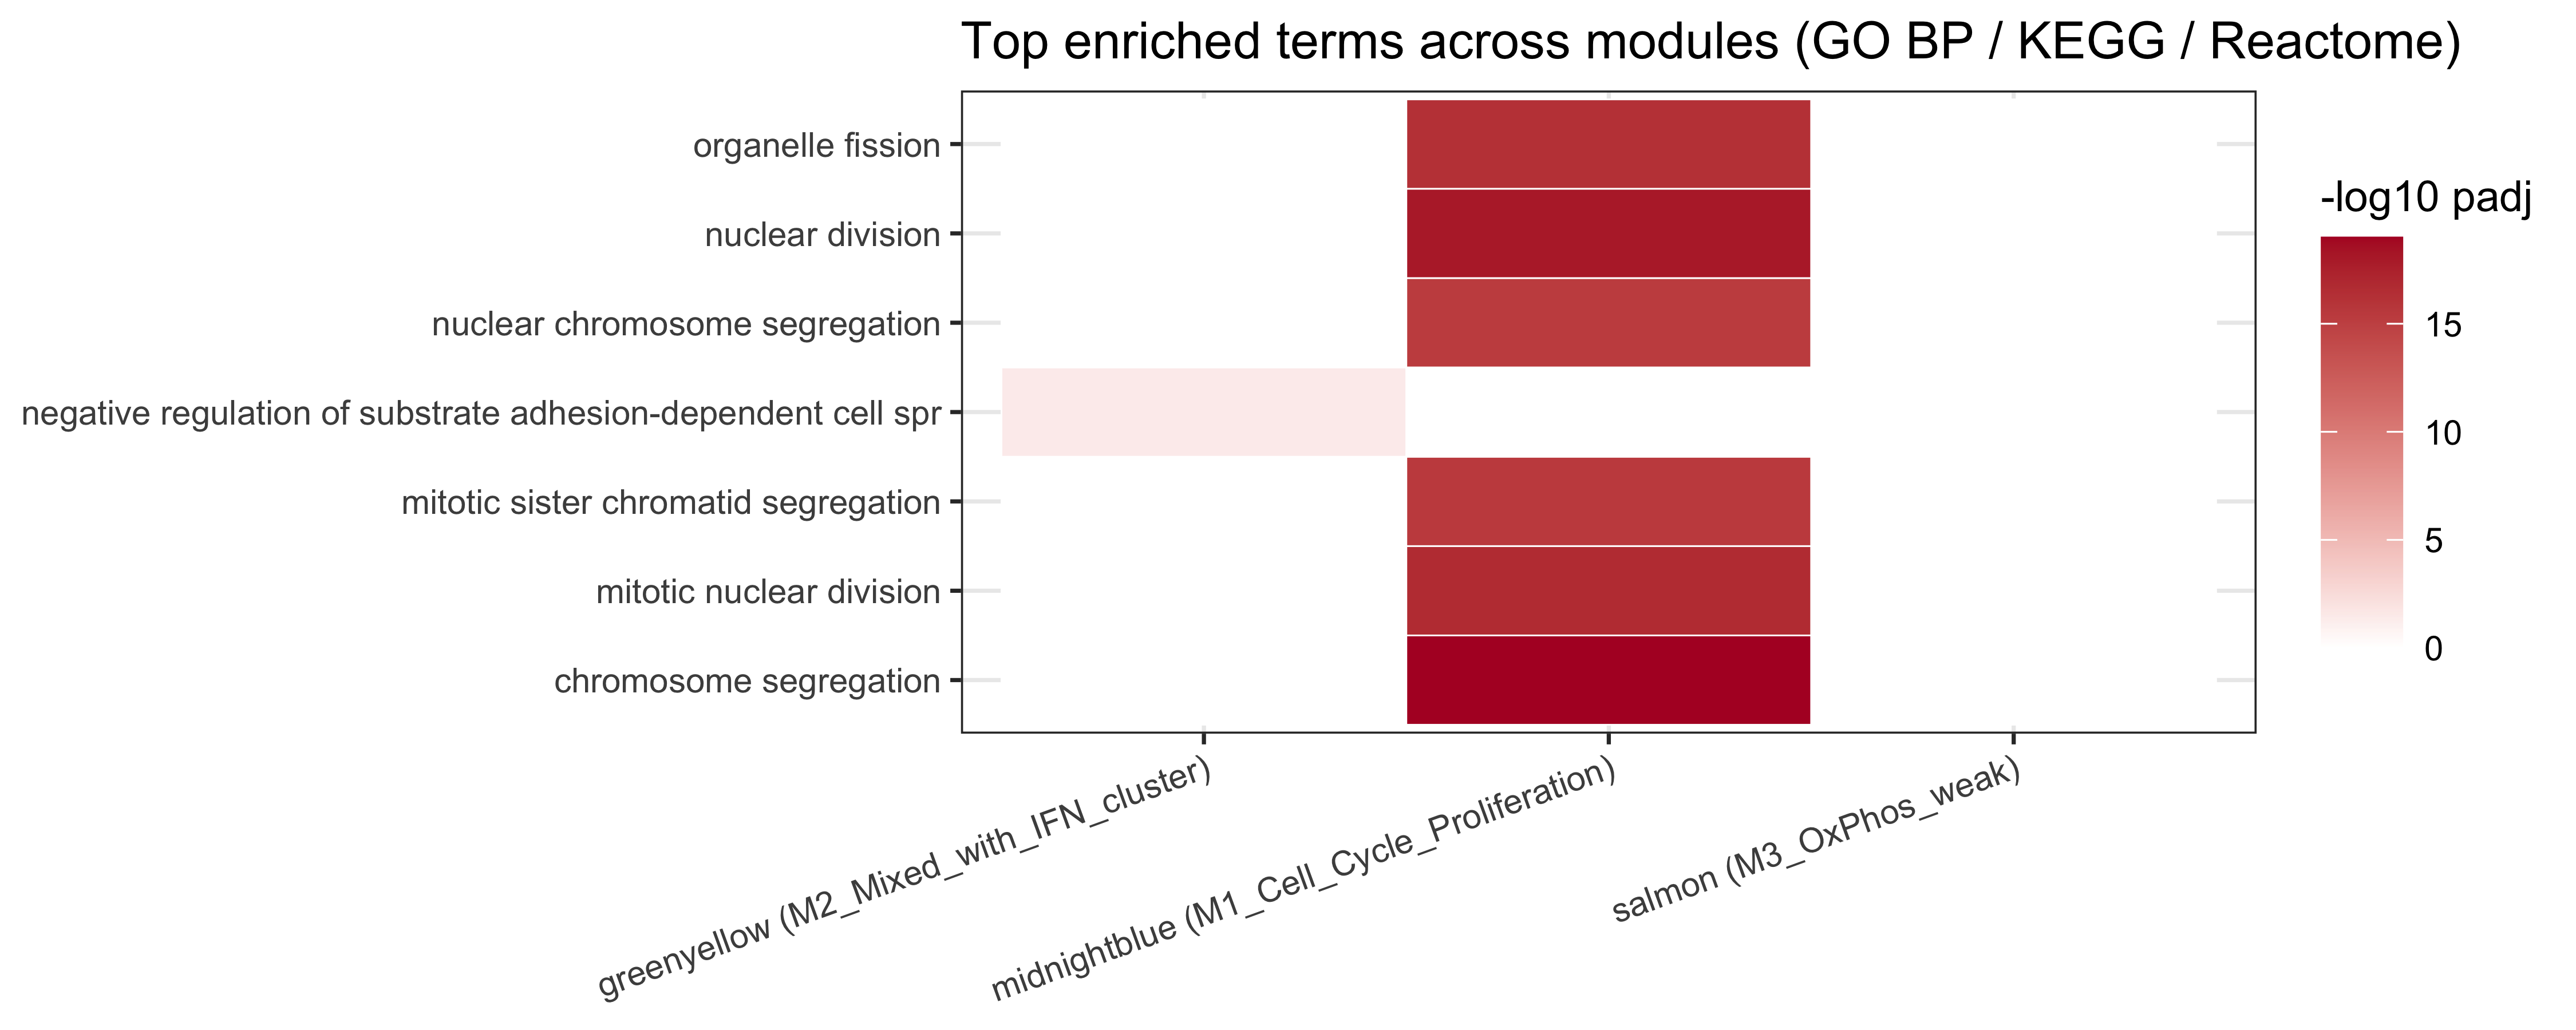 Top enriched terms across modules (GO BP / KEGG / Reactome)
organelle fission
nuclear division
nuclear chromosome segregation
negative regulation of substrate adhesion-dependent cell spr
mitotic sister chromatid segregation
mitotic nuclear division
chromosome segregation
greenyellow (M2_Mixed_with_IFN_cluster)
midnightblue (M1_Cell_Cycle_Proliferation)
salmon (M3_OxPhos_weak)
-log10 padj
15
10
5
0